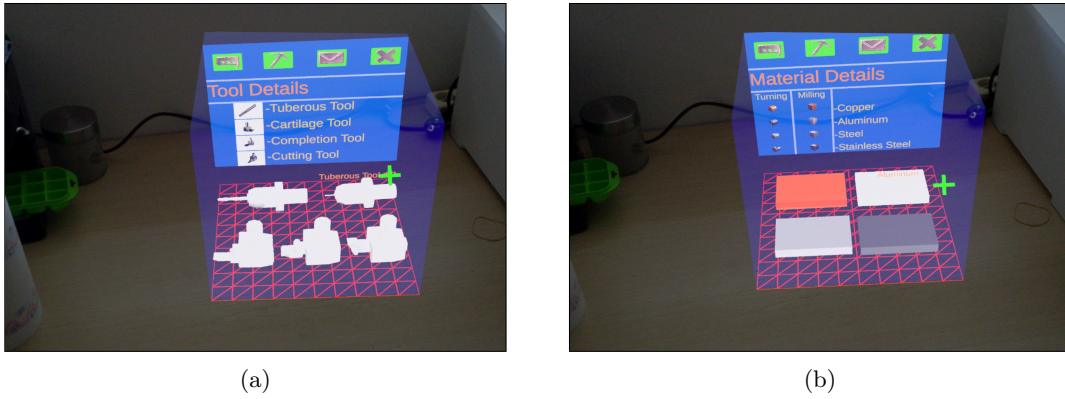 Tool Details
-Tuberous Tool
-Cartilage Tool
-Completion Tool
-Cutting Tool
Tuberous Tool
(a)
Material Details
Turning Milling
-Copper
-Aluminum
-Steel
-Stainless Steel
Aluminum
(b)